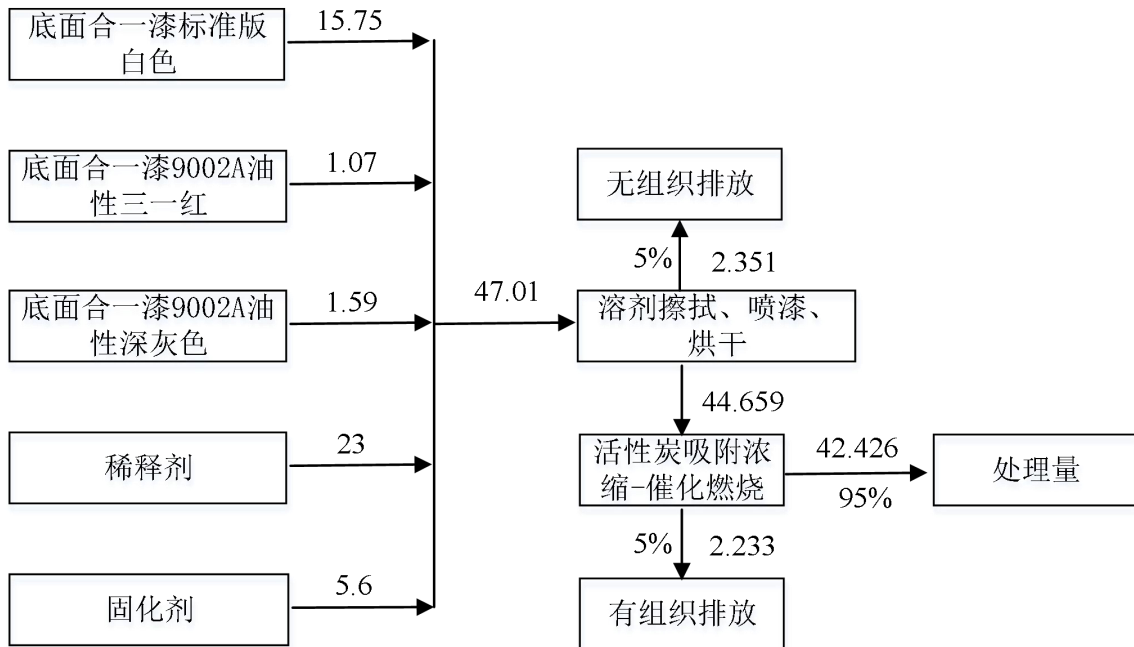 底面合一漆标准版
白色
15.75
底面合一漆9002A油
性三一红
1.07
底面合一漆9002A油
性深灰色
1.59
稀释剂
23
固化剂
5.6
47.01
无组织排放
5%
2.351
溶剂擦拭、喷漆、
烘干
44.659
活性炭吸附浓
缩-催化燃烧
42.426
95%
处理量
5%
2.233
有组织排放